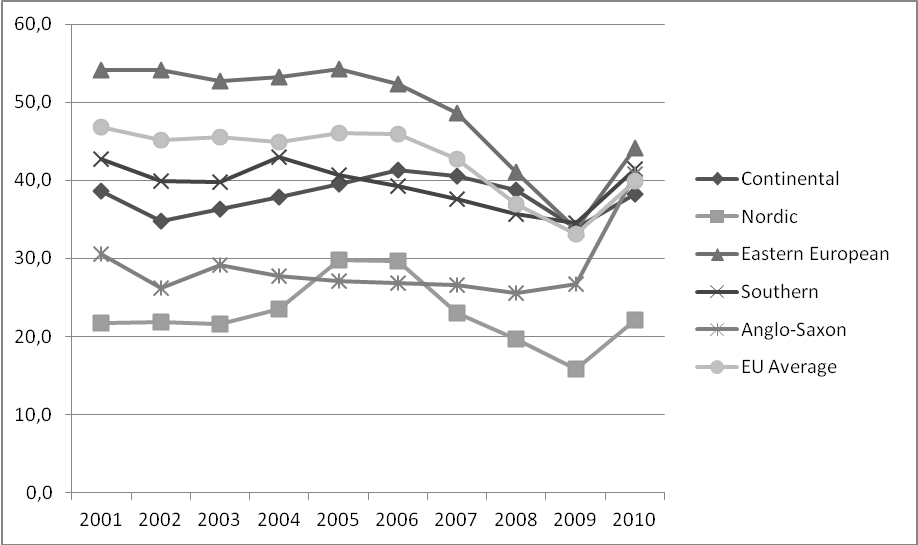 60,0
50,0
40,0
30,0
20,0
10,0
0,0
2001 2002 2003 2004 2005 2006 2007 2008 2009 2010
Continental
Nordic
Eastern European
Southern
Anglo-Saxon
EU Average